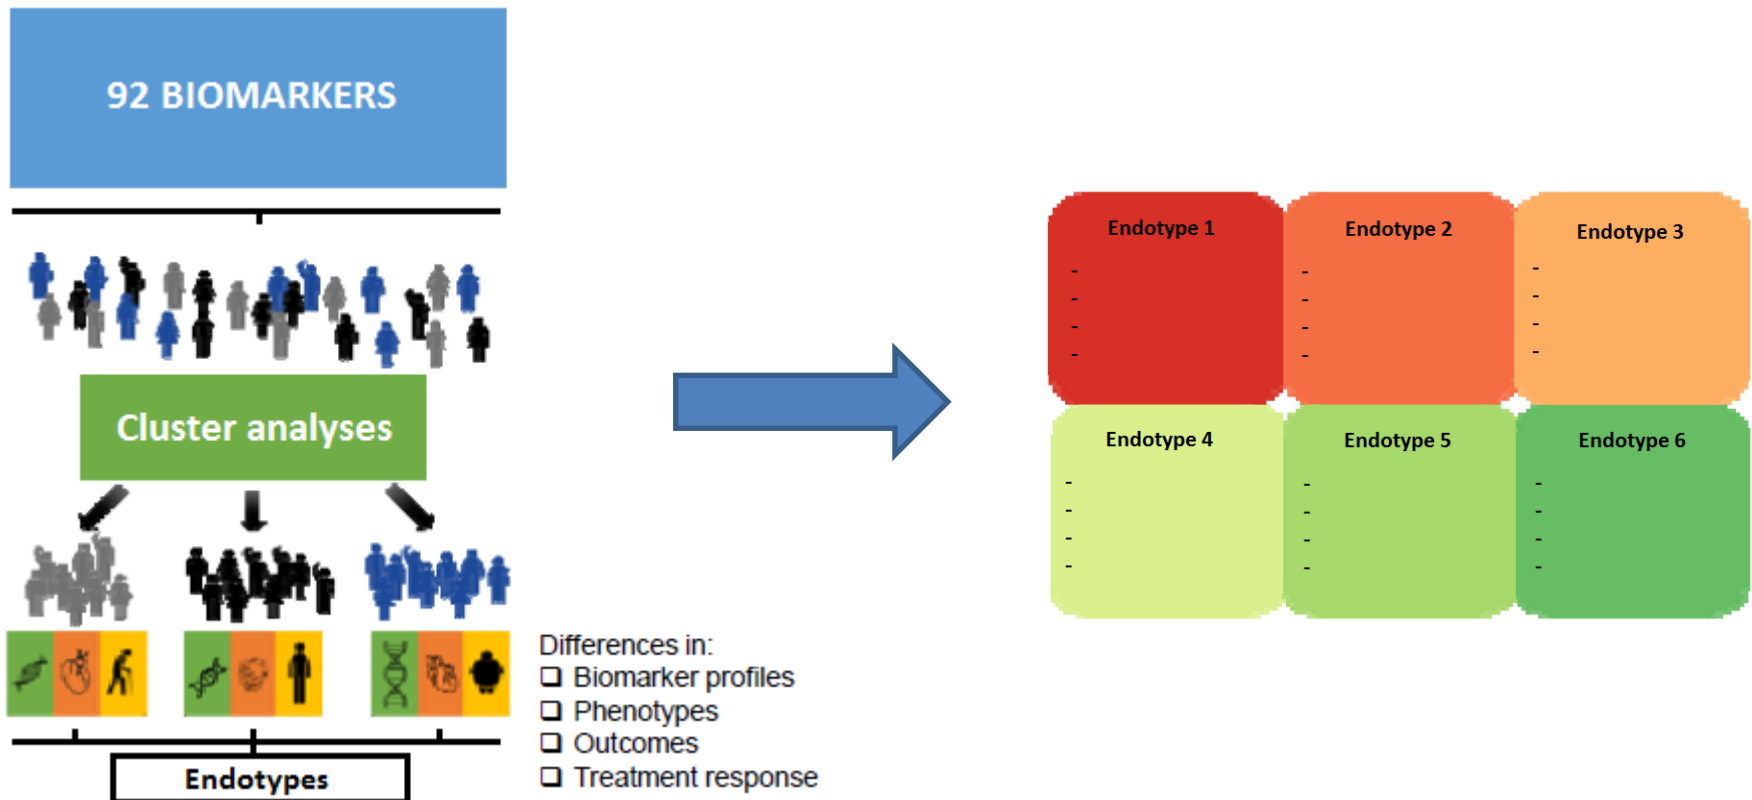 92 BIOMARKERS
Cluster analyses
Endotypes
Differences in:
❑ Biomarker profiles
❑ Phenotypes
❑ Outcomes
❑ Treatment response
Endotype 1
-
-
-
-
Endotype 2
-
-
-
-
Endotype 3
-
-
-
-
Endotype 4
-
-
-
-
Endotype 5
-
-
-
-
Endotype 6
-
-
-
-